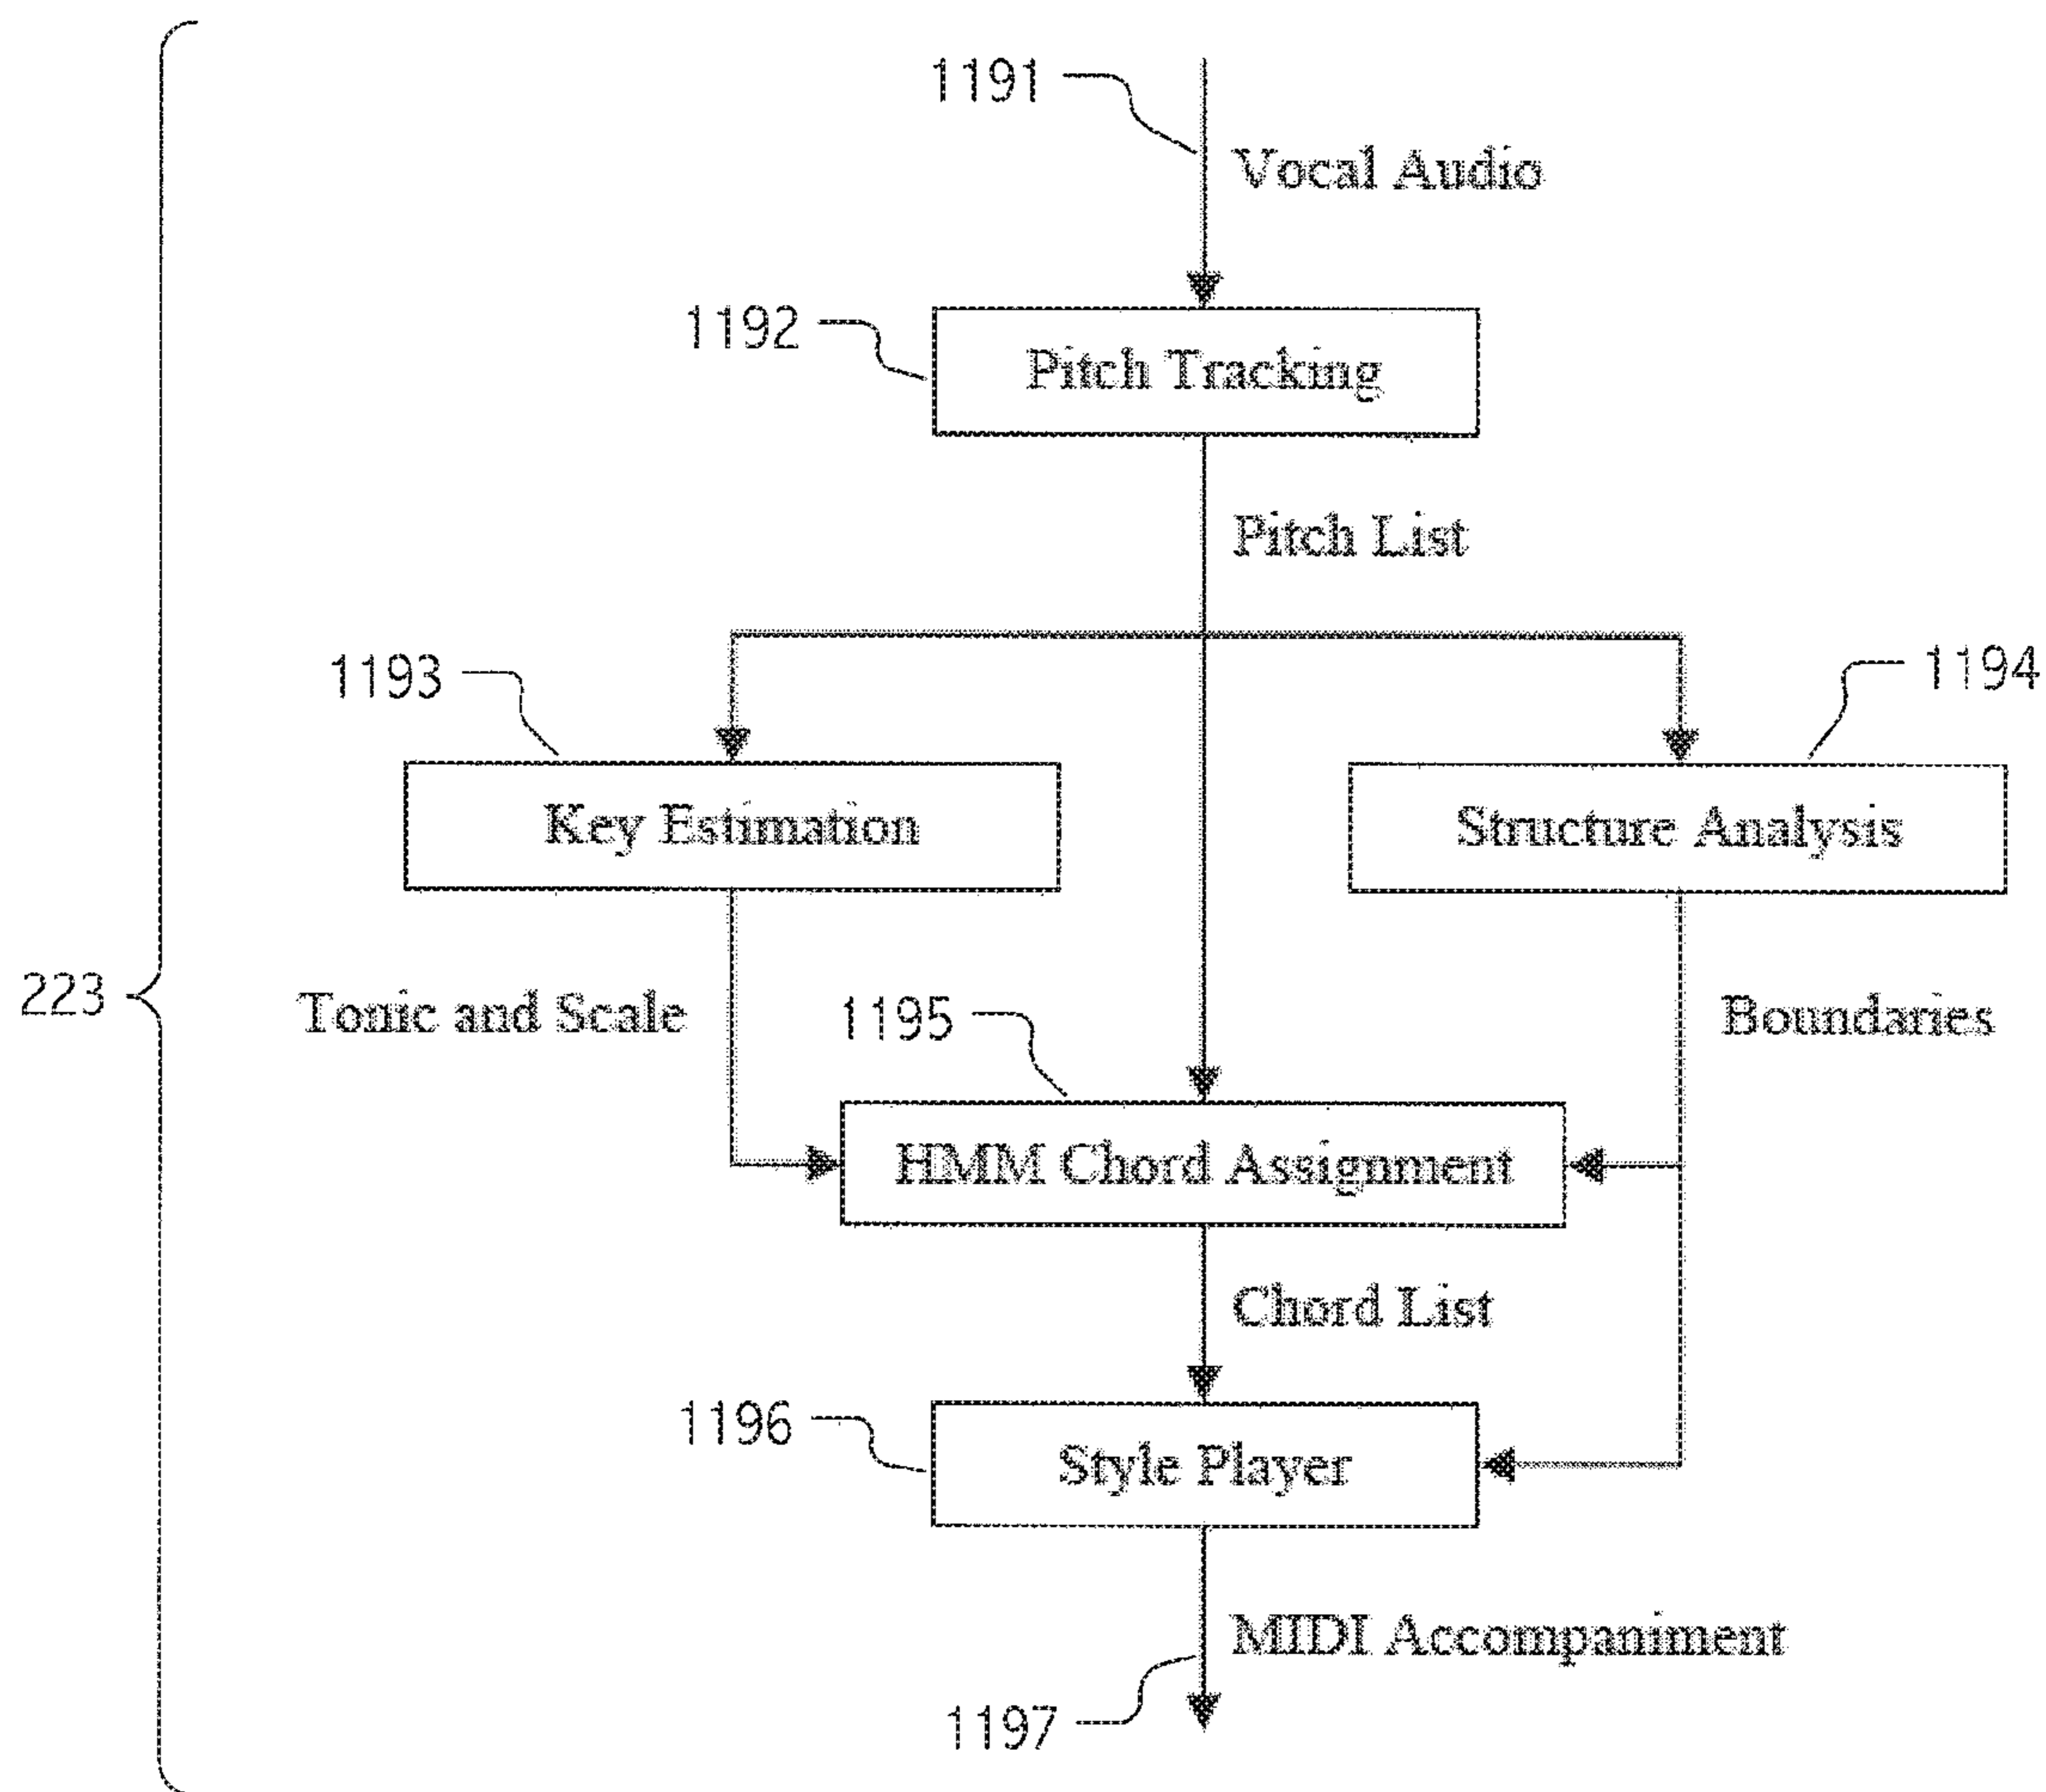 1191
Vocal Audio
1192
Pitch Tracking
Pitch List
1193
1194
Key Estimation
Structure Analysis
223
Tonic and Scale
1195
Boundaries
HMM Chord Assignment
Chord List
1196
Style Player
MIDI Accompaniment
1197